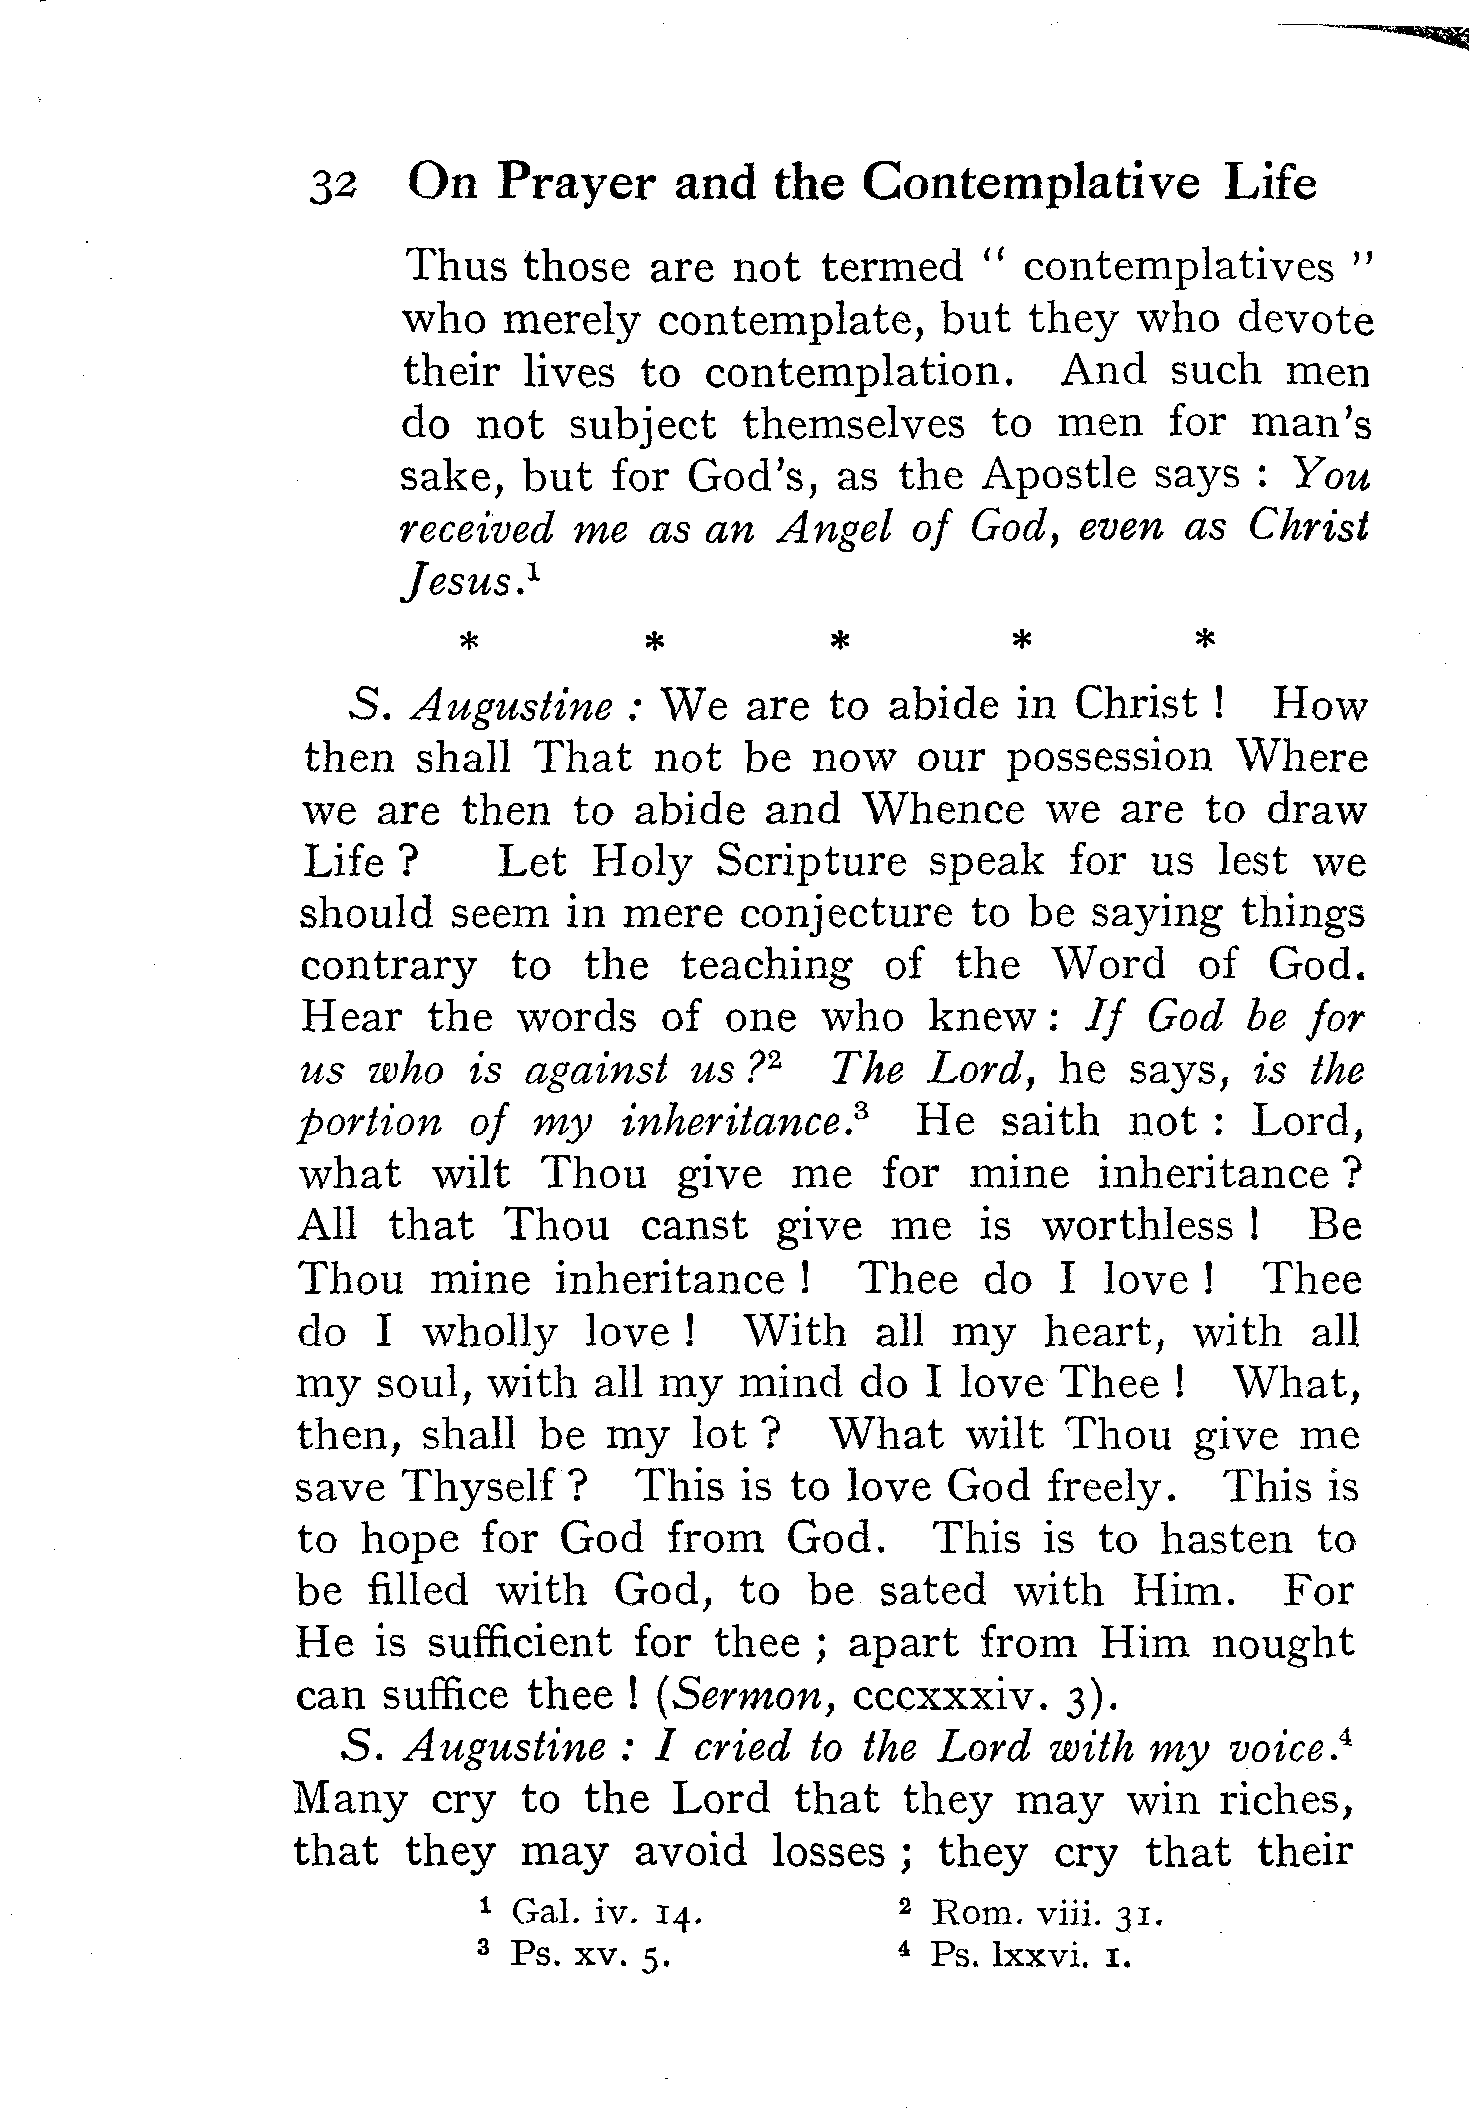 32 On Prayer and the Contemplative Life
Thus those are not termed " contemplatives "
who merely contemplate, but they who devote
their lives to contemplation. And such men
do not subject themselves to men for man's
sake, but for God's, as the Apostle says : You
received me as an Angel of God, even as Christ
Jesus.¹
* * * * *
S. Augustine : We are to abide in Christ ! How
then shall That not be now our possession Where
we are then to abide and Whence we are to draw
Life ? Let Holy Scripture speak for us lest we
should seem in mere conjecture to be saying things
contrary to the teaching of the Word of God.
Hear the words of one who knew : If God be for
us who is against us ?² The Lord, he says, is the
portion of my inheritance.³ He saith not : Lord,
what wilt Thou give me for mine inheritance ?
All that Thou canst give me is worthless ! Be
Thou mine inheritance ! Thee do I love ! Thee
do I wholly love ! With all my heart, with all
my soul, with all my mind do I love Thee ! What,
then, shall be my lot ? What wilt Thou give me
save Thyself ? This is to love God freely. This is
to hope for God from God. This is to hasten to
be filled with God, to be sated with Him. For
He is sufficient for thee ; apart from Him nought
can suffice thee ! (Sermon, cccxxxiv. 3).
S. Augustine : I cried to the Lord with my voice.⁴
Many cry to the Lord that they may win riches,
that they may avoid losses ; they cry that their
¹ Gal. iv. 14. ² Rom. viii. 31.
³ Ps. xv. 5. ⁴ Ps. lxxvi. 1.